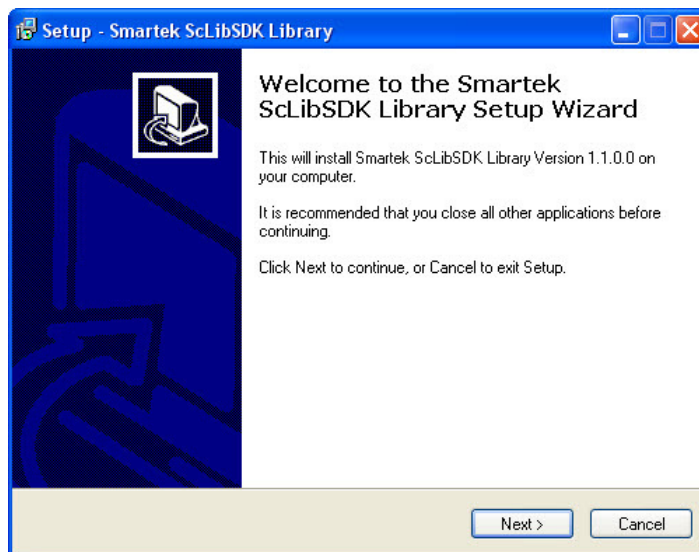 Setup - Smartek ScLibSDK Library
Welcome to the Smartek
ScLibSDK Library Setup Wizard
This will install Smartek ScLibSDK Library Version 1.1.0.0 on
your computer.
It is recommended that you close all other applications before
continuing.
Click Next to continue, or Cancel to exit Setup.
Next >
Cancel